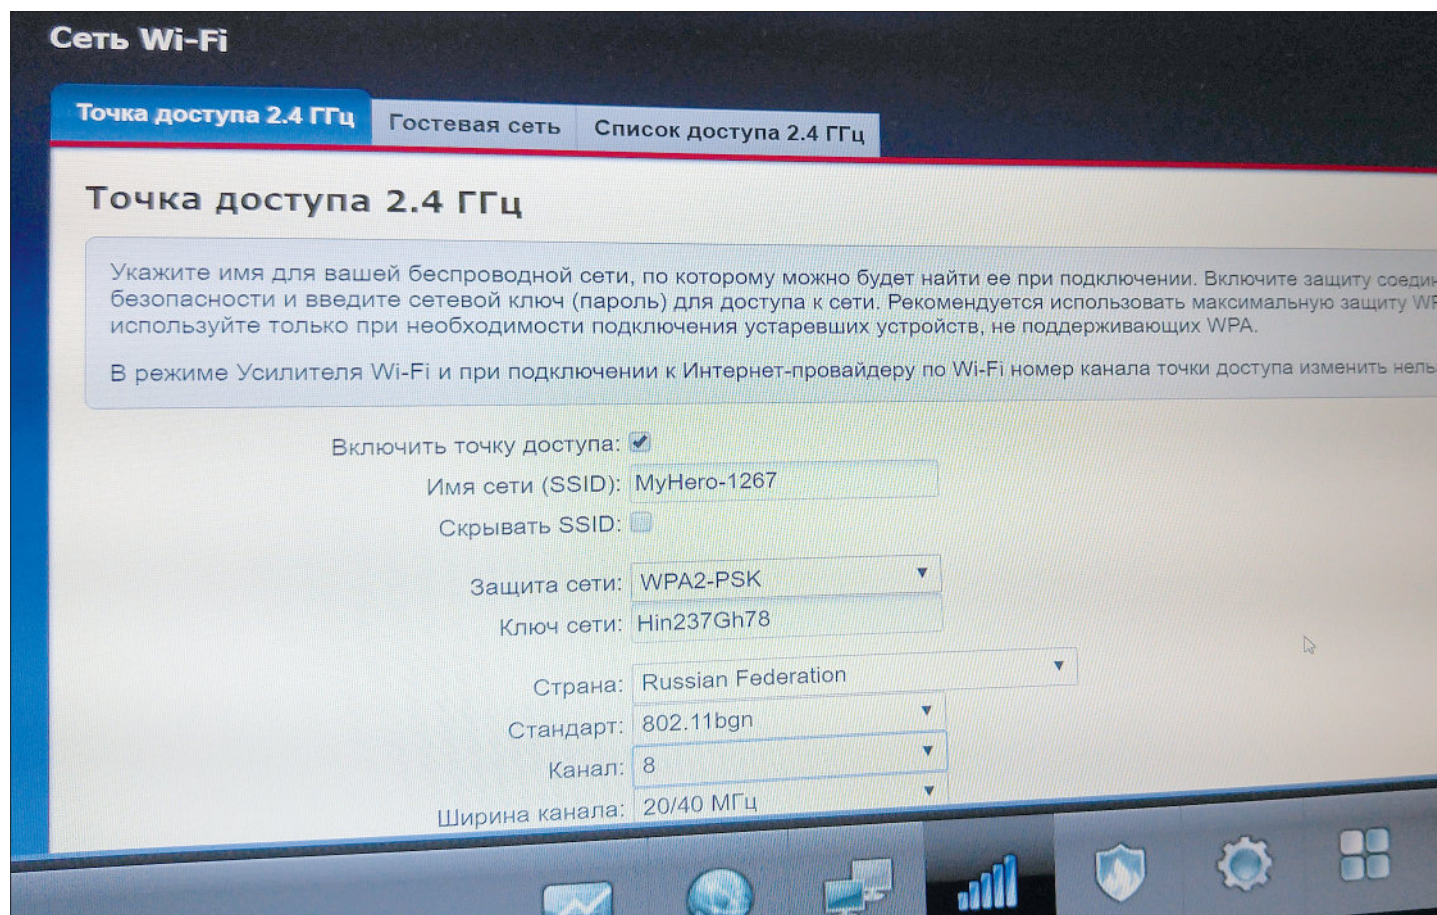 Сеть Wi-Fi
Точка доступа 2.4 ГГц
Гостевая сеть
Список доступа 2.4 ГГц
Точка доступа 2.4 ГГц
Укажите имя для вашей беспроводной сети, по которому можно будет найти ее при подключении. Включите защиту соедин
безопасности и введите сетевой ключ (пароль) для доступа к сети. Рекомендуется использовать максимальную защиту WP
используйте только при необходимости подключения устаревших устройств, не поддерживающих WPA.
В режиме Усилителя Wi-Fi и при подключении к Интернет-провайдеру по Wi-Fi номер канала точки доступа изменить нель
Включить точку доступа:
Имя сети (SSID): MyHero-1267
Скрывать SSID:
Защита сети: WPA2-PSK
Ключ сети: Hin237Gh78
Страна: Russian Federation
Стандарт: 802.11bgn
Канал: 8
Ширина канала: 20/40 МГц